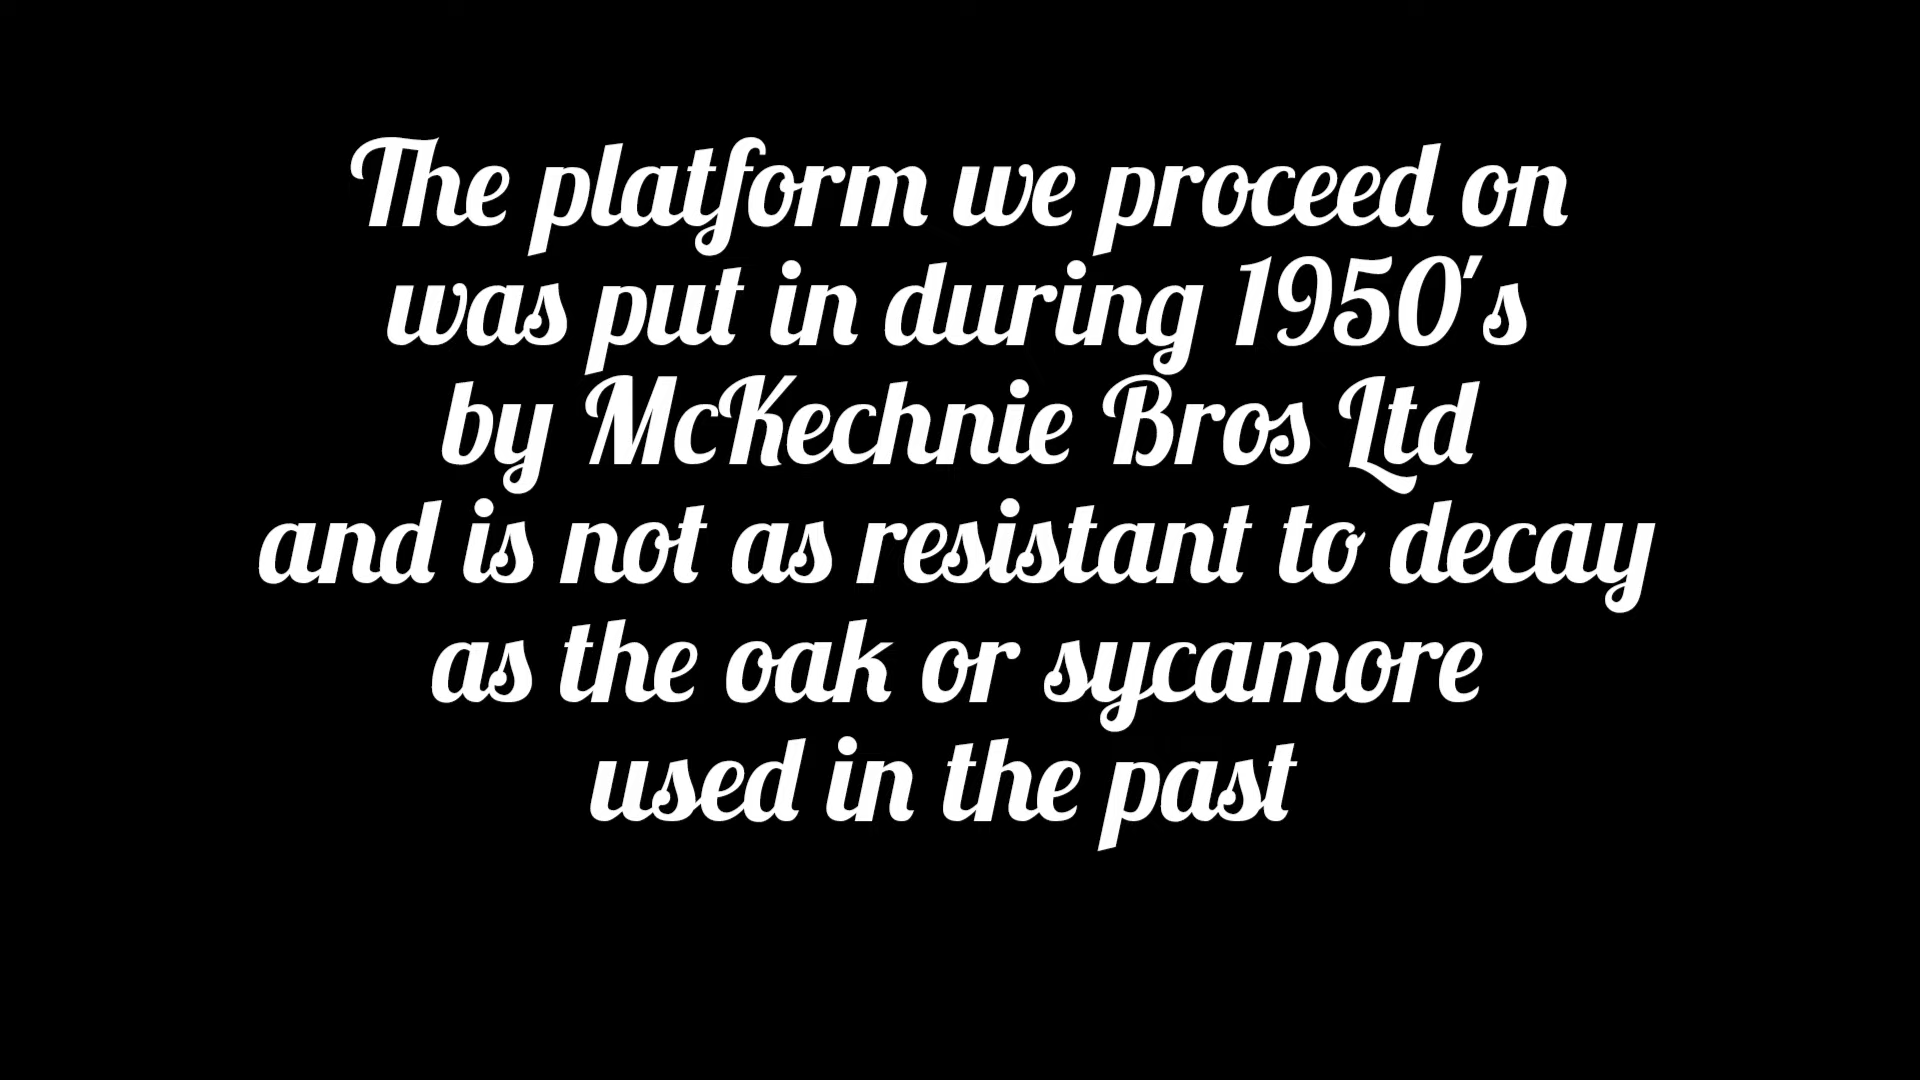 The platform we proceed on
was put in during 1950's
by McKechnie Bros Ltd
and is not as resistant to decay
as the oak or sycamore
used in the past